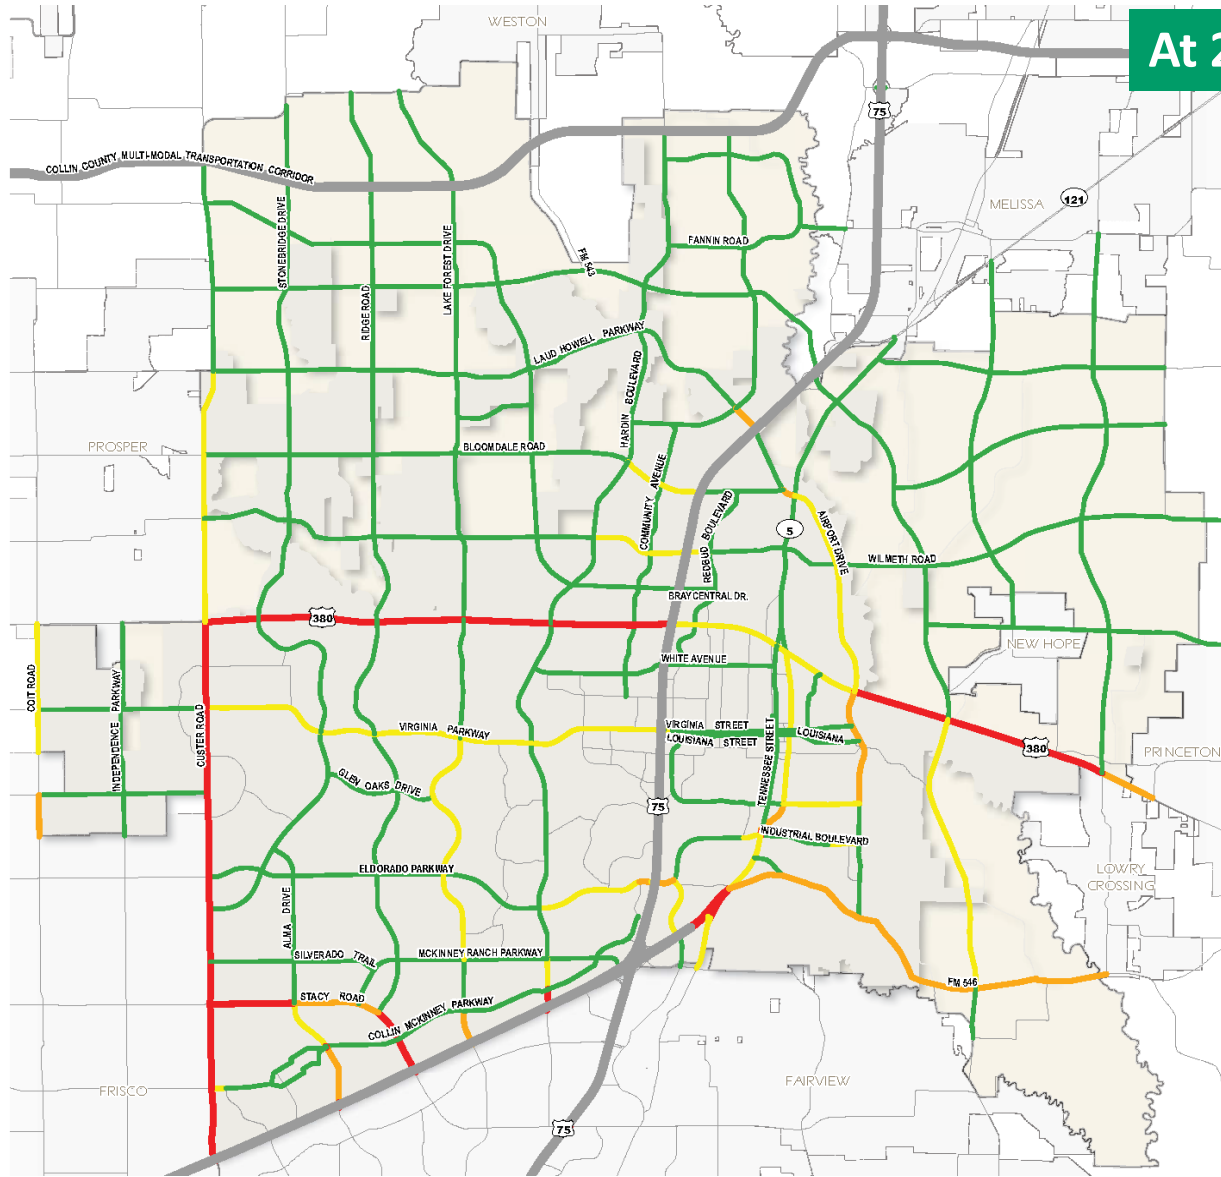 WESTON
At 2
75
COLLIN COUNTY MULTI-MODAL TRANSPORTATION CORRIDOR
121
MELISSA
STONEBRIDGE DRIVE
LAKE FOREST DRIVE
FANNIN ROAD
FM 543
RIDGE ROAD
LAUD HOWELL PARKWAY
HARDIN BOULEVARD
PROSPER
BLOOMDALE ROAD
COMMUNITY AVENUE
REDBUD BOULEVARD
5
AIRPORT DRIVE
WILMETH ROAD
BRAY CENTRAL DR.
380
NEW HOPE
WHITE AVENUE
COIT ROAD
INDEPENDENCE PARKWAY
CUSTER ROAD
VIRGINIA PARKWAY
VIRGINIA STREET
LOUISIANA STREET
LOUISIANA
380
PRINCETON
TENNESSEE STREET
GLEN OAKS DRIVE
75
INDUSTRIAL BOULEVARD
ELDORADO PARKWAY
LOWRY
CROSSING
ALMA DRIVE
SILVERADO TRAIL
MCKINNEY RANCH PARKWAY
FM 546
STACY ROAD
COLLIN MCKINNEY PARKWAY
FRISCO
FAIRVIEW
75